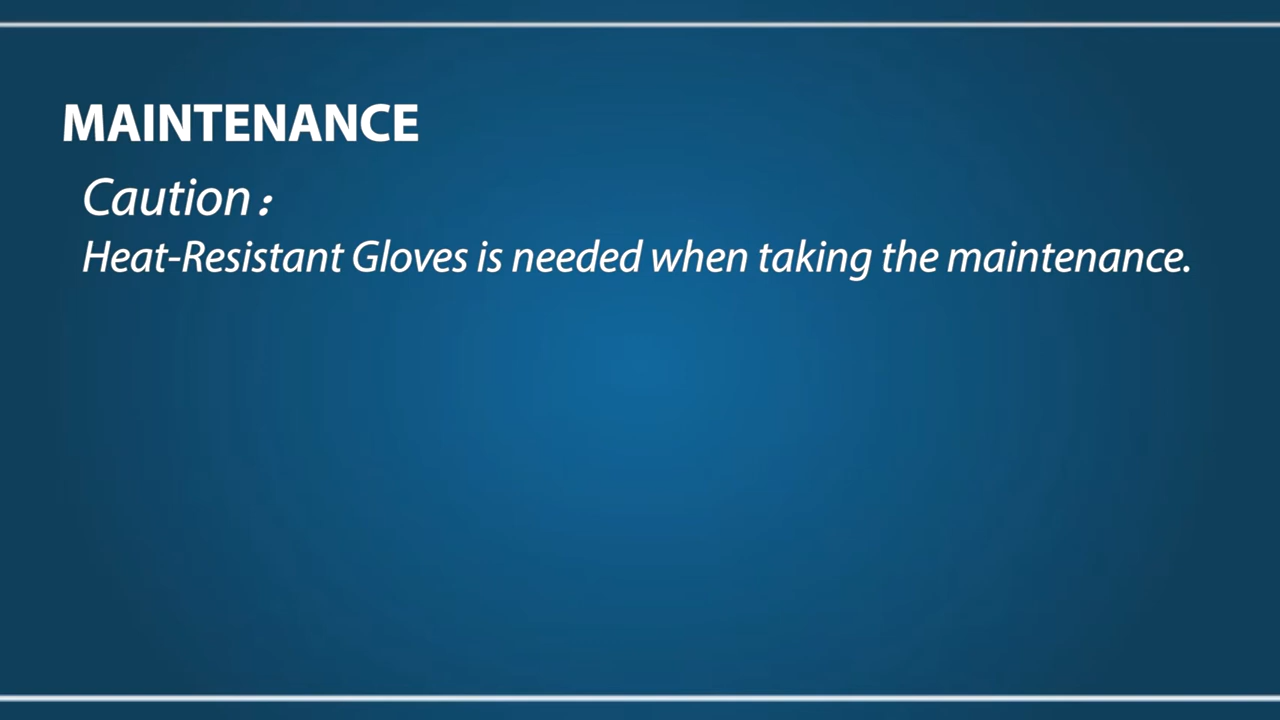 MAINTENANCE
Caution :
Heat-Resistant Gloves is needed when taking the maintenance.